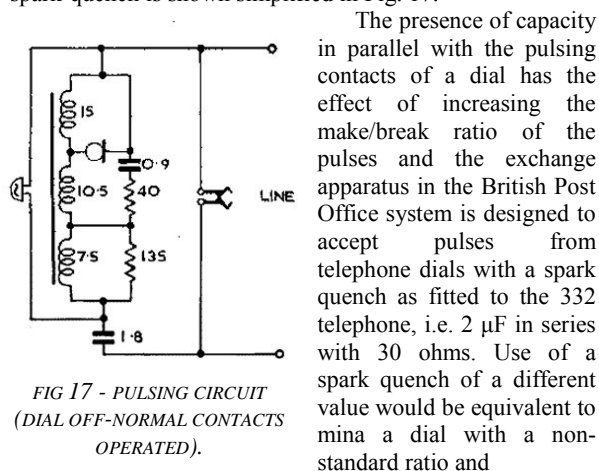 spark-quench is shown simplified in Fig. 17.
15
0.9
10.5
40
LINE
7.5
135
1.8
FIG 17 - PULSING CIRCUIT
(DIAL OFF-NORMAL CONTACTS
OPERATED).
The presence of capacity
in parallel with the pulsing
contacts of a dial has the
effect of increasing the
make/break ratio of the
pulses and the exchange
apparatus in the British Post
Office system is designed to
accept pulses from
telephone dials with a spark
quench as fitted to the 332
telephone, i.e. 2 µF in series
with 30 ohms. Use of a
spark quench of a different
value would be equivalent to
mina a dial with a non-
standard ratio and